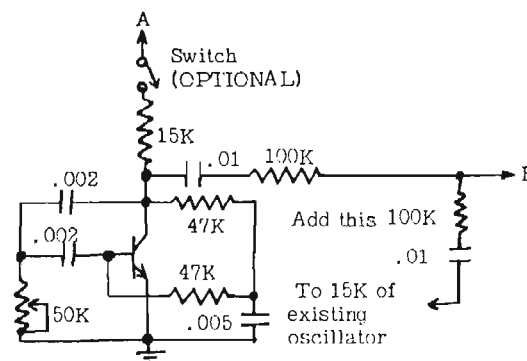 A
Switch
(OPTIONAL)
15K
.01
100K
.002
47K
Add this 100K
.002
.01
47K
To 15K of
existing
oscillator
50K
.005